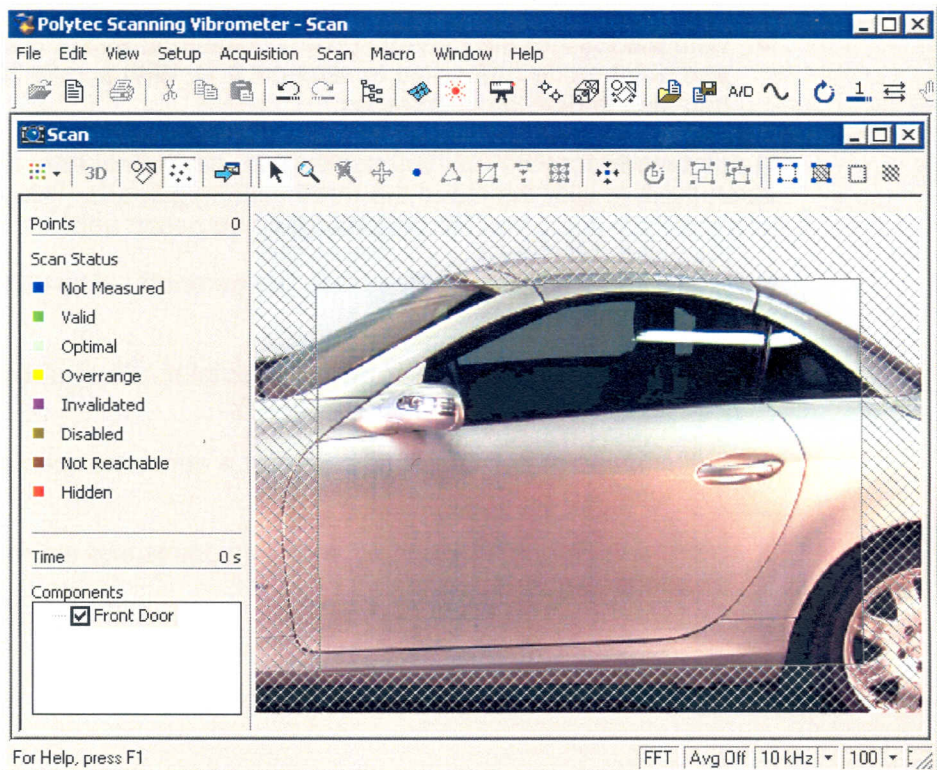 Polytec Scanning Vibrometer - Scan
File Edit View Setup Acquisition Scan Macro Window Help
A/D 1
Scan
3D
Points 0
Scan Status
Not Measured
Valid
Optimal
Overrange
Invalidated
Disabled
Not Reachable
Hidden
Time 0 s
Components
Front Door
For Help, press F1 FFT Avg Off 10 kHz 100